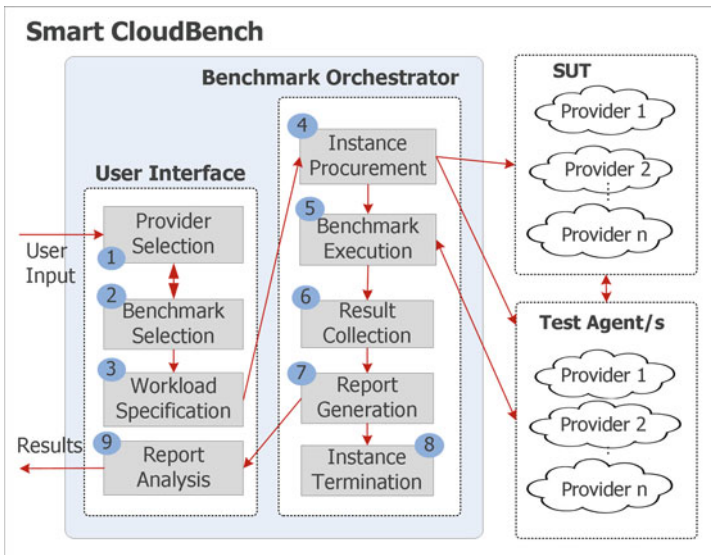 Smart CloudBench
Benchmark Orchestrator
User Interface
User
Input
1
Provider
Selection
2
Benchmark
Selection
3
Workload
Specification
9
Report
Analysis
Results
4
Instance
Procurement
5
Benchmark
Execution
6
Result
Collection
7
Report
Generation
8
Instance
Termination
SUT
Provider 1
Provider 2
Provider n
Test Agent/s
Provider 1
Provider 2
Provider n